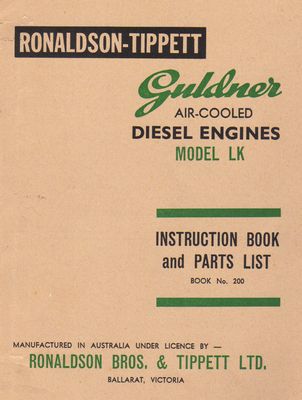 RONALDSON-TIPPETT
Guldner
AIR-COOLED
DIESEL ENGINES
MODEL LK
INSTRUCTION BOOK
and PARTS LIST
BOOK No. 200
MANUFACTURED IN AUSTRALIA UNDER LICENCE BY —
RONALDSON BROS. & TIPPETT LTD.
BALLARAT, VICTORIA